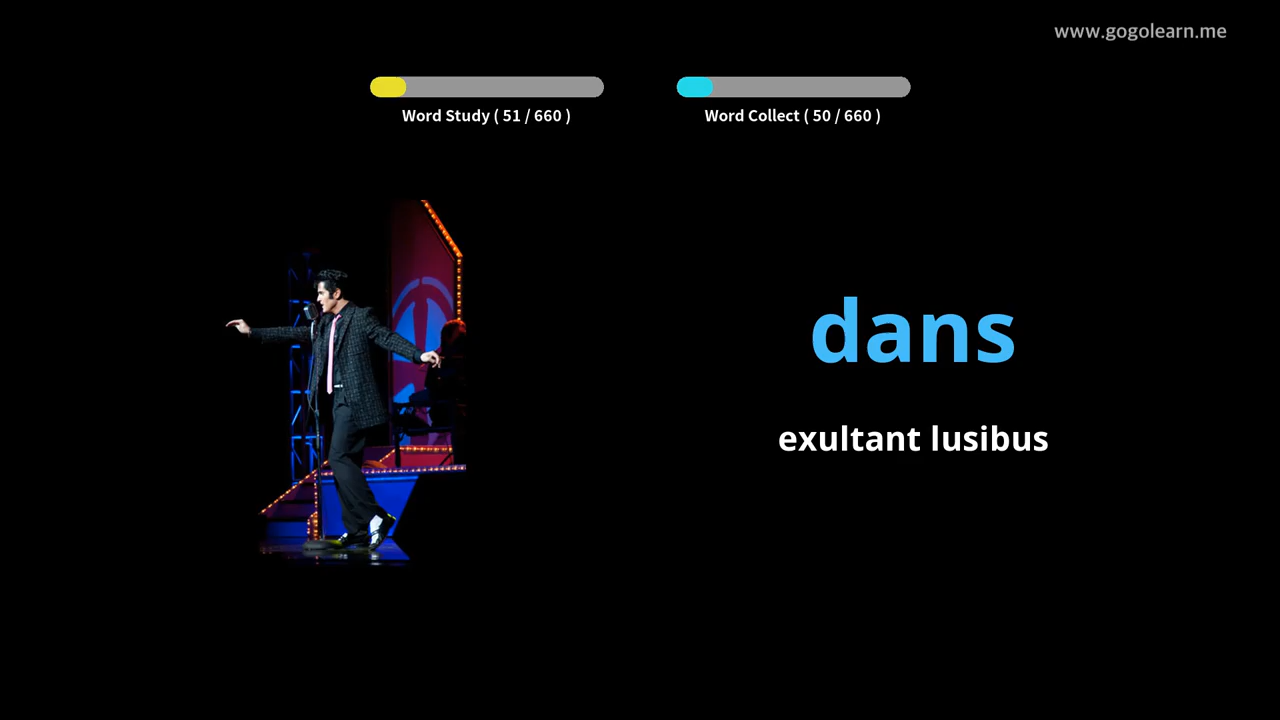 www.gogolearn.me
Word Study ( 51 / 660 )
Word Collect ( 50 / 660 )
dans
exultant lusibus